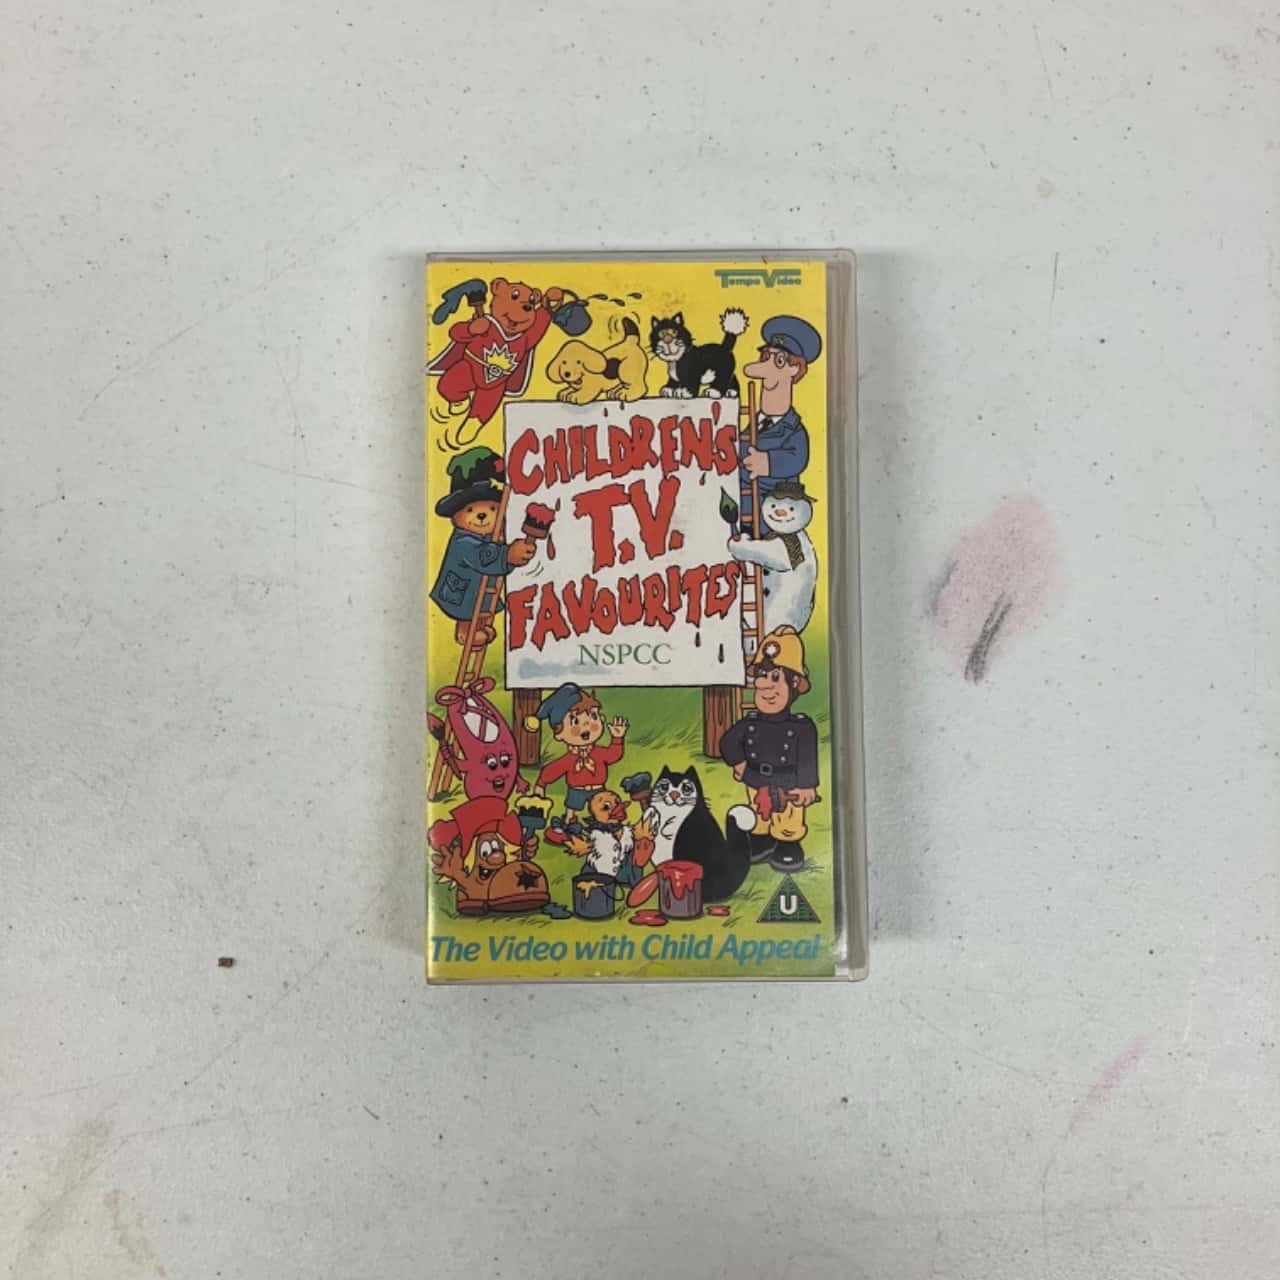 Tempo Video
CHILDREN'S
T.V.
FAVOURITES
NSPCC
U
The Video with Child Appeal